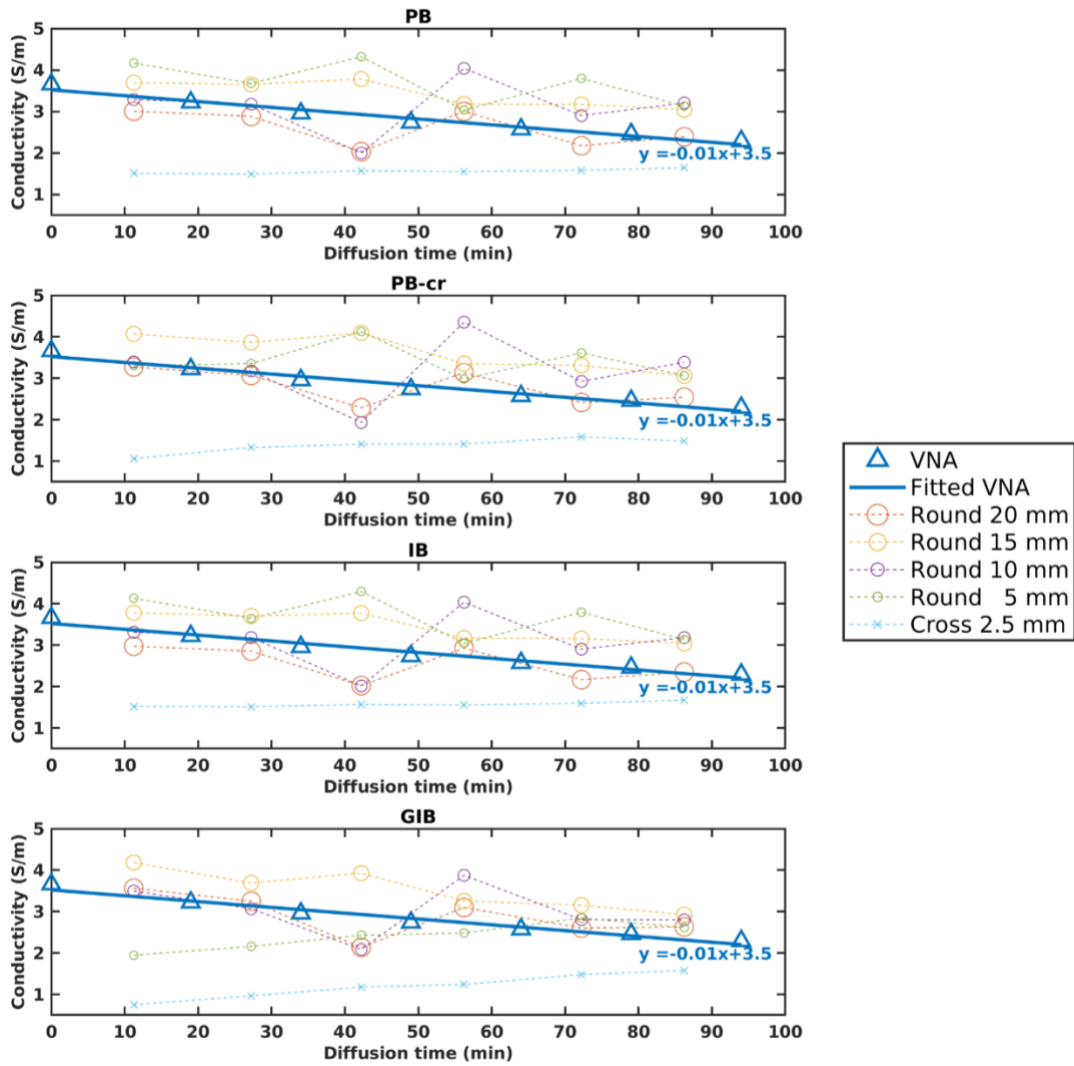 PB
Conductivity (S/m)
5
4
3
2
1
y =-0.01x+3.5
0 10 20 30 40 50 60 70 80 90 100
Diffusion time (min)
PB-cr
Conductivity (S/m)
5
4
3
2
1
y =-0.01x+3.5
0 10 20 30 40 50 60 70 80 90 100
Diffusion time (min)
IB
Conductivity (S/m)
5
4
3
2
1
y =-0.01x+3.5
0 10 20 30 40 50 60 70 80 90 100
Diffusion time (min)
GIB
Conductivity (S/m)
5
4
3
2
1
y =-0.01x+3.5
0 10 20 30 40 50 60 70 80 90 100
Diffusion time (min)
VNA
Fitted VNA
Round 20 mm
Round 15 mm
Round 10 mm
Round 5 mm
Cross 2.5 mm